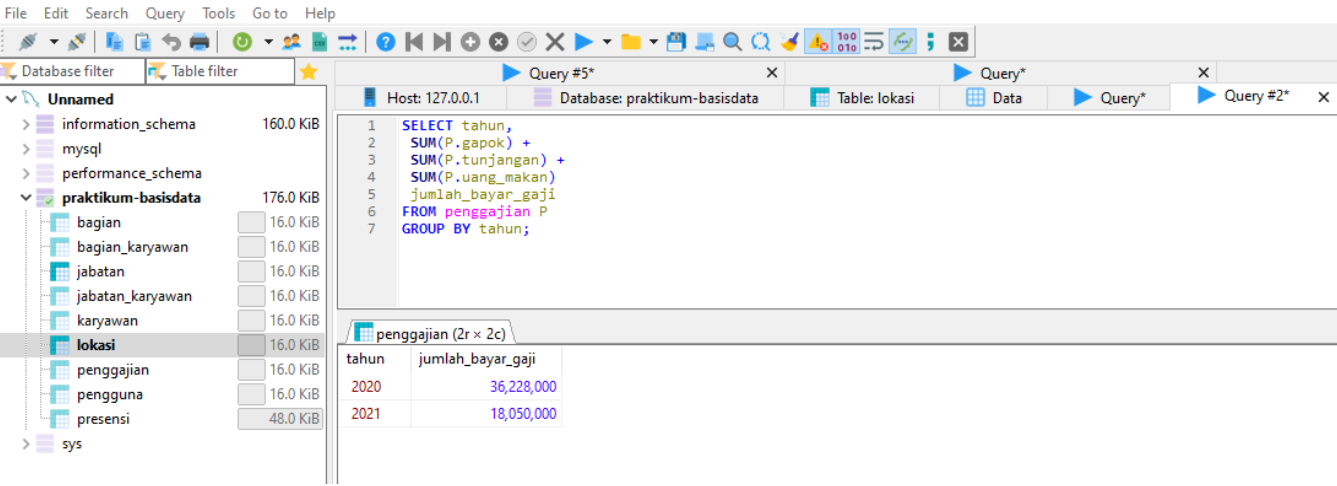 File Edit Search Query Tools Go to Help
Database filter Table filter
Unnamed
information_schema 160.0 KiB
mysql
performance_schema
praktikum-basisdata 176.0 KiB
bagian 16.0 KiB
bagian_karyawan 16.0 KiB
jabatan 16.0 KiB
jabatan_karyawan 16.0 KiB
karyawan 16.0 KiB
lokasi 16.0 KiB
penggajian 16.0 KiB
pengguna 16.0 KiB
presensi 48.0 KiB
sys
Query #5* Query*
Host: 127.0.0.1 Database: praktikum-basisdata Table: lokasi Data Query* Query #2*
1 SELECT tahun,
2 SUM(P.gapok) +
3 SUM(P.tunjangan) +
4 SUM(P.uang_makan)
5 jumlah_bayar_gaji
6 FROM penggajian P
7 GROUP BY tahun;
penggajian (2r × 2c)
tahun jumlah_bayar_gaji
2020 36,228,000
2021 18,050,000